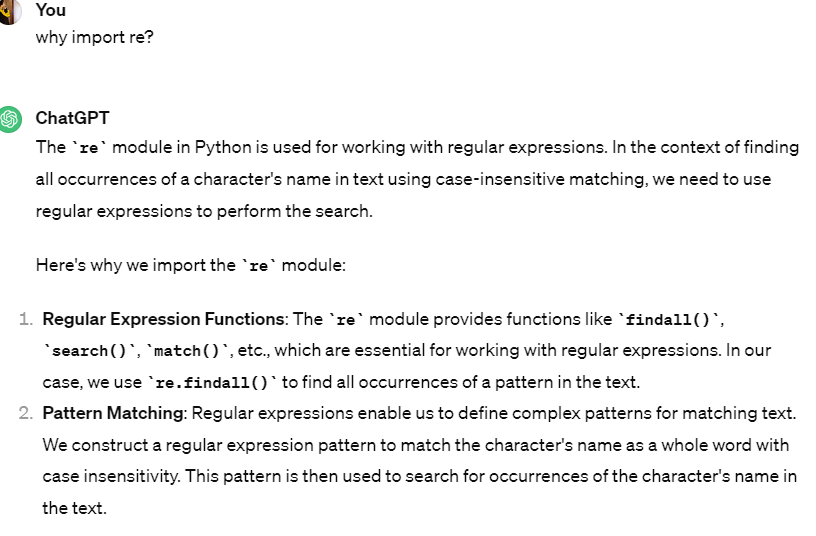 You
why import re?
ChatGPT
The `re` module in Python is used for working with regular expressions. In the context of finding
all occurrences of a character's name in text using case-insensitive matching, we need to use
regular expressions to perform the search.
Here's why we import the `re` module:
1. Regular Expression Functions: The `re` module provides functions like `findall()`,
`search()`, `match()`, etc., which are essential for working with regular expressions. In our
case, we use `re.findall()` to find all occurrences of a pattern in the text.
2. Pattern Matching: Regular expressions enable us to define complex patterns for matching text.
We construct a regular expression pattern to match the character's name as a whole word with
case insensitivity. This pattern is then used to search for occurrences of the character's name in
the text.